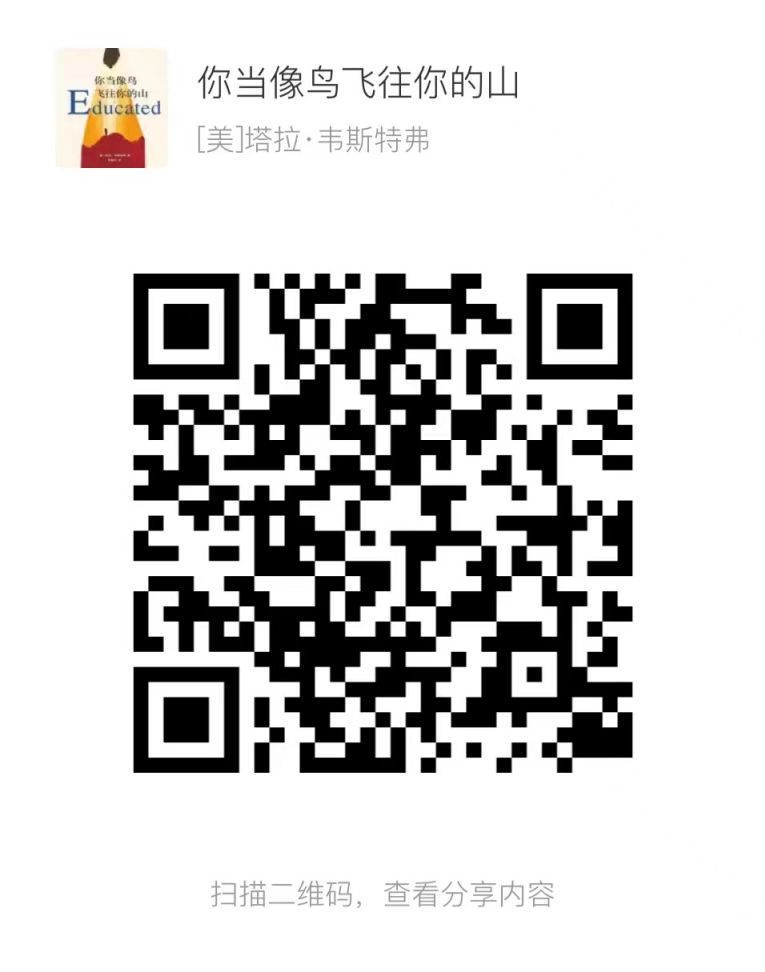 你当像鸟飞往你的山
[美]塔拉·韦斯特弗
你当像鸟
飞往你的山
Educated
扫描二维码，查看分享内容